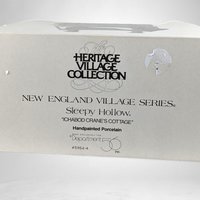 HERITAGE
VILLAGE
COLLECTION
NEW ENGLAND VILLAGE SERIES®
Sleepy Hollow
"ICHABOD CRANE'S COTTAGE"
Handpainted Porcelain
Department 56